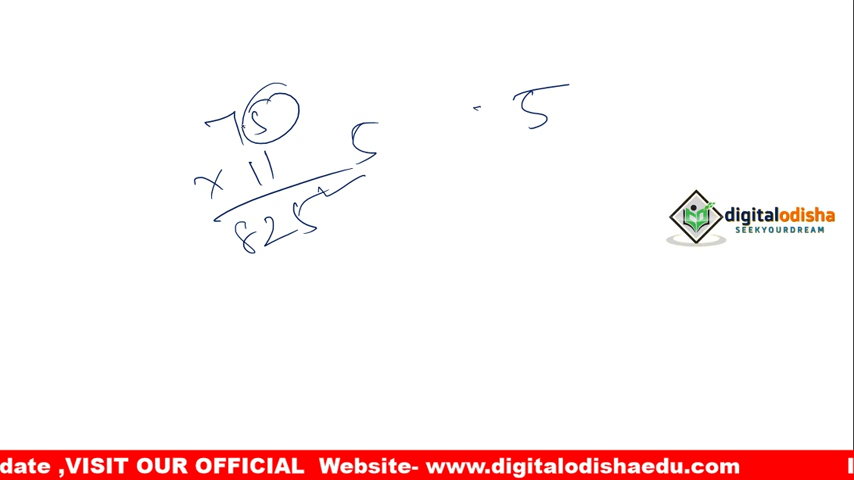 75 - 5
x 11 5
825
digitalodisha
SEEKYOURDREAM
date ,VISIT OUR OFFICIAL Website- www.digitalodishaedu.com